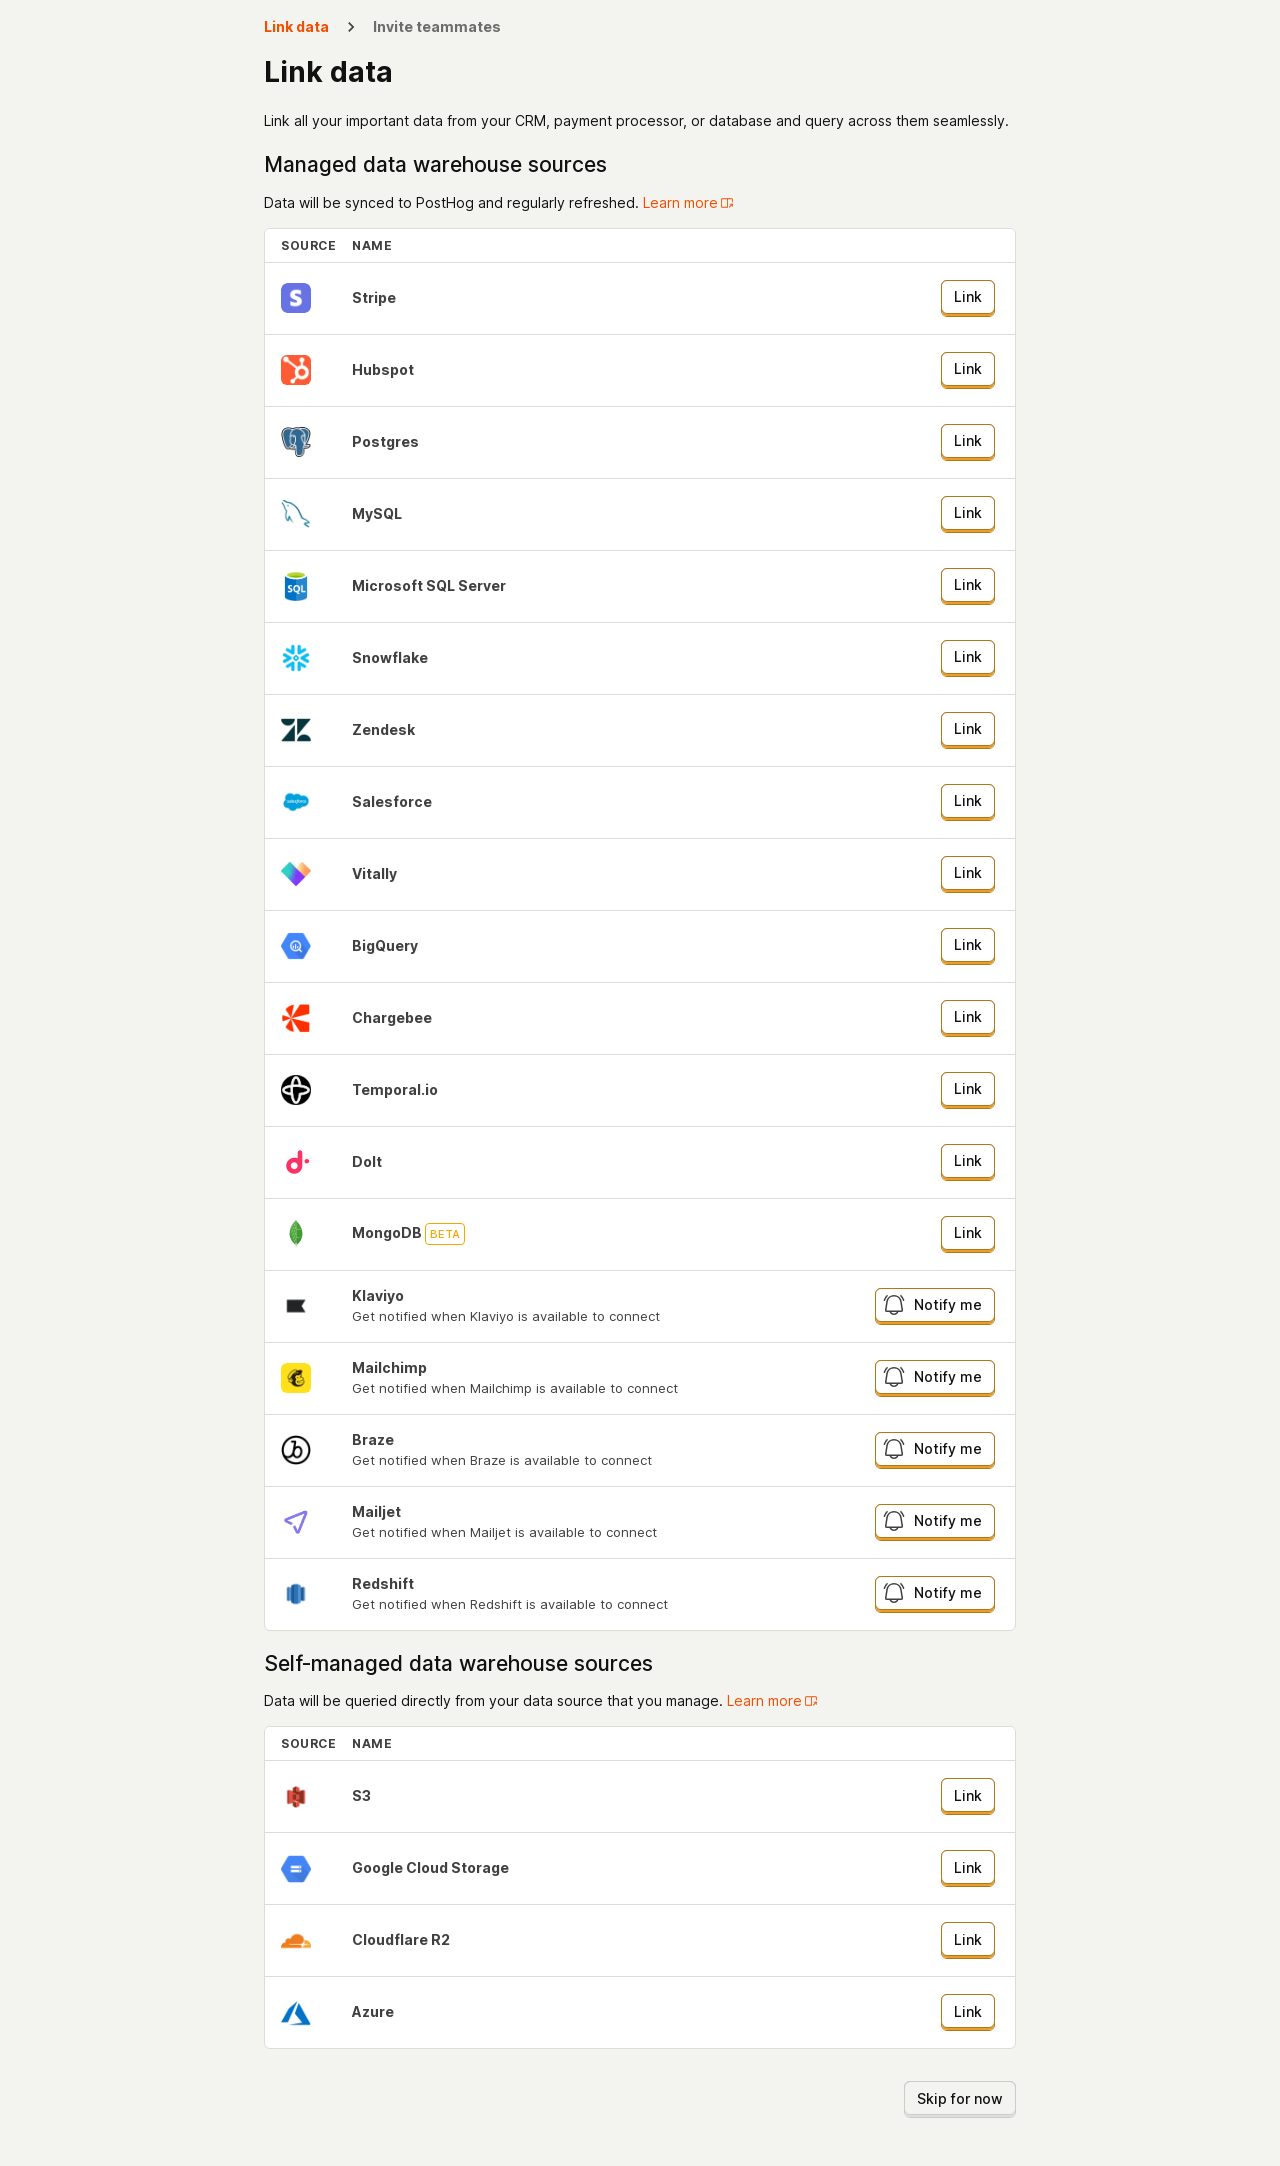 Link data > Invite teammates
Link data
Link all your important data from your CRM, payment processor, or database and query across them seamlessly.
Managed data warehouse sources
Data will be synced to PostHog and regularly refreshed. Learn more
SOURCE NAME
Stripe Link
Hubspot Link
Postgres Link
MySQL Link
SQL Microsoft SQL Server Link
Snowflake Link
Zendesk Link
salesforce Salesforce Link
Vitally Link
BigQuery Link
Chargebee Link
Temporal.io Link
DoIt Link
MongoDB BETA Link
Klaviyo
Get notified when Klaviyo is available to connect
Notify me
Mailchimp
Get notified when Mailchimp is available to connect
Notify me
Braze
Get notified when Braze is available to connect
Notify me
Mailjet
Get notified when Mailjet is available to connect
Notify me
Redshift
Get notified when Redshift is available to connect
Notify me
Self-managed data warehouse sources
Data will be queried directly from your data source that you manage. Learn more
SOURCE NAME
S3 Link
Google Cloud Storage Link
Cloudflare R2 Link
Azure Link
Skip for now